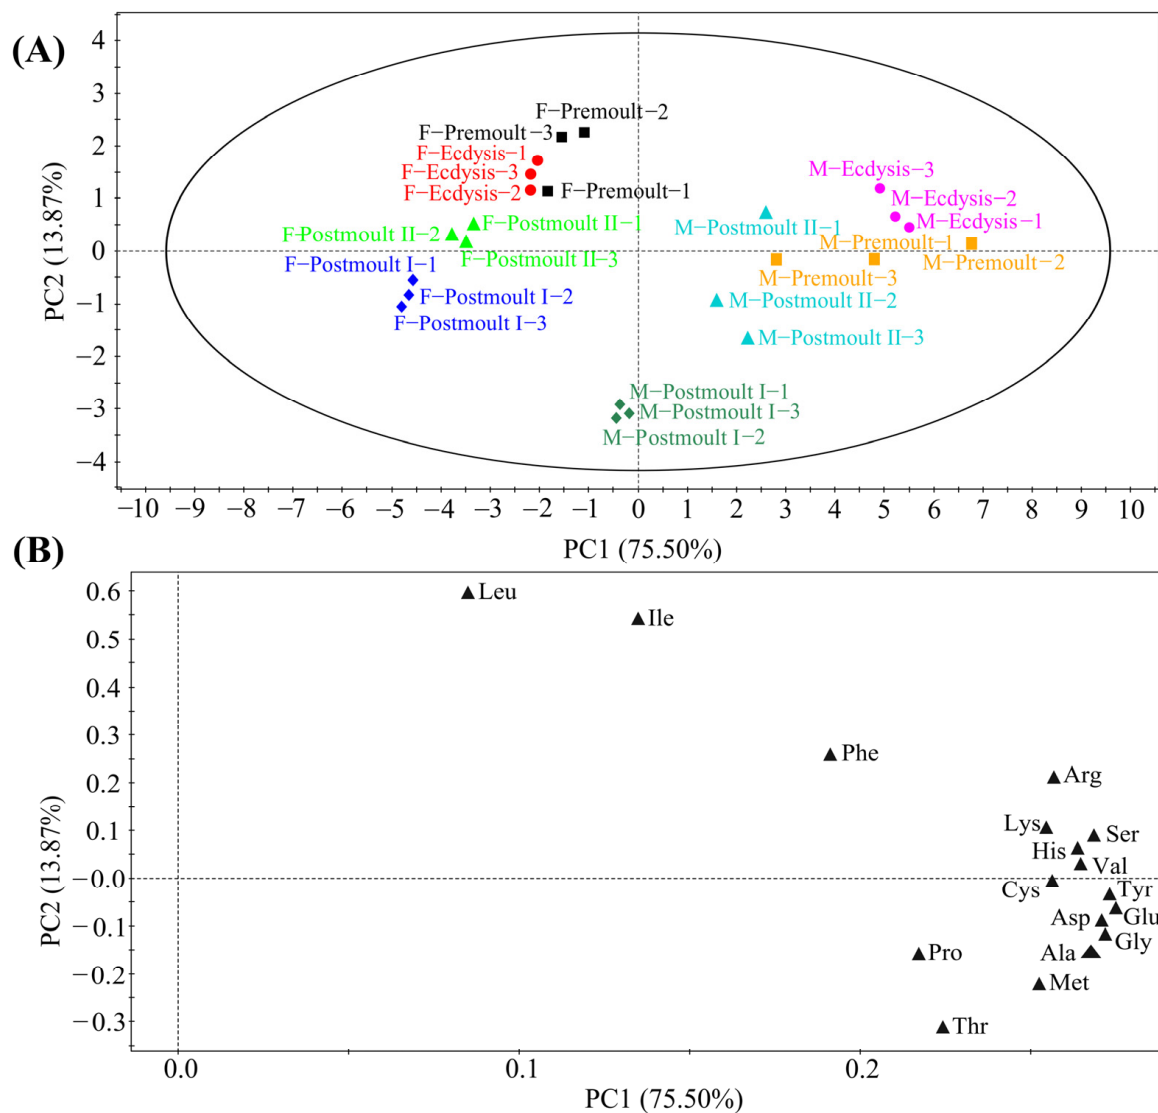 (A)
4
3
2
1
0
−1
−2
−3
−4
PC2 (13.87%)
F−Premoult−2
F−Premoult−3
F−Ecdysis−1
F−Ecdysis−3
F−Ecdysis−2
F−Premoult−1
F−Postmoult II−1
F-Postmoult II−2
F−Postmoult II−3
F−Postmoult I−1
F−Postmoult I−2
F−Postmoult I−3
M−Ecdysis−3
M−Ecdysis−2
M−Ecdysis−1
M−Postmoult II−1
M−Premoult−1
M−Premoult−2
M−Premoult−3
M−Postmoult II−2
M−Postmoult II−3
M−Postmoult I−1
M−Postmoult I−3
M−Postmoult I−2
−10 −9 −8 −7 −6 −5 −4 −3 −2 −1 0 1 2 3 4 5 6 7 8 9 10
PC1 (75.50%)
(B)
0.6
0.5
0.4
0.3
0.2
0.1
−0.0
−0.1
−0.2
−0.3
PC2 (13.87%)
Leu
Ile
Phe
Arg
Lys
Ser
His
Val
Cys
Tyr
Asp
Glu
Gly
Pro
Ala
Met
Thr
0.0 0.1 0.2
PC1 (75.50%)